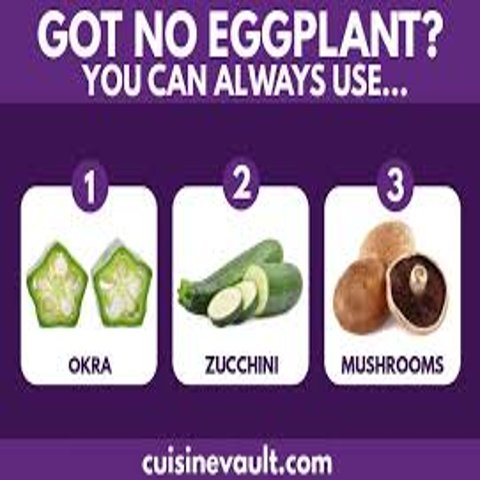 GOT NO EGGPLANT?
YOU CAN ALWAYS USE...
1
2
3
OKRA
ZUCCHINI
MUSHROOMS
cuisinevault.com